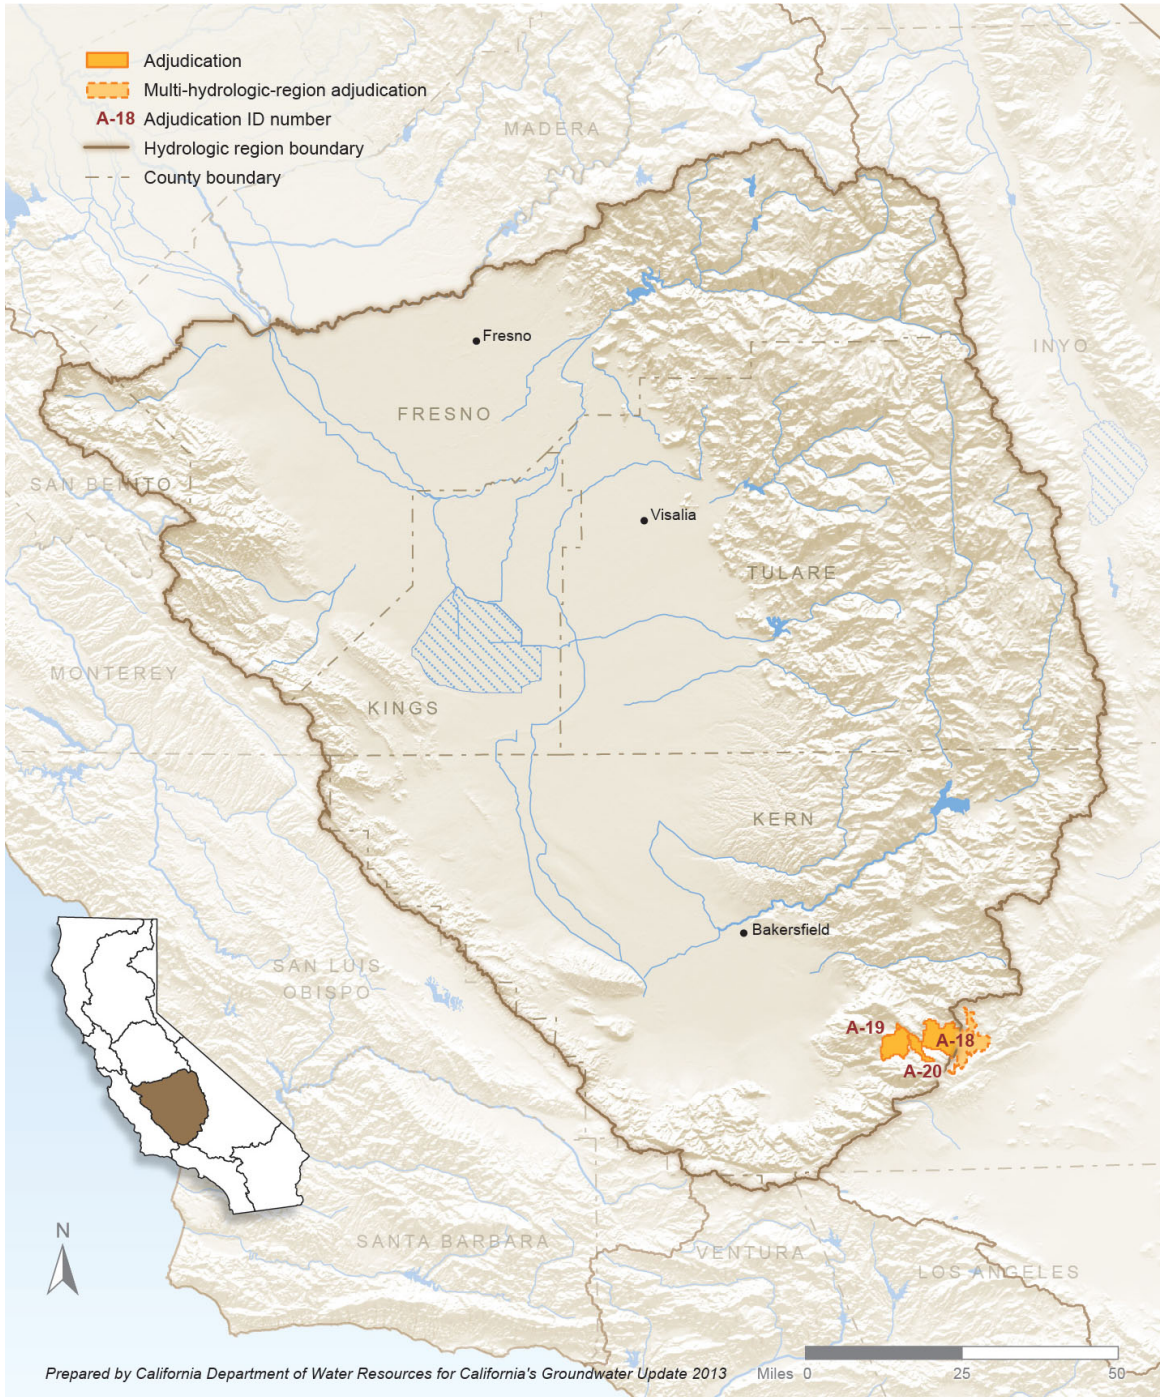 Adjudication
Multi-hydrologic-region adjudication
A-18 Adjudication ID number
Hydrologic region boundary
County boundary
MADERA
INYO
Fresno
FRESNO
SAN BENITO
Visalia
TULARE
MONTEREY
KINGS
KERN
Bakersfield
SAN LUIS
OBISPO
A-19
A-18
A-20
N
SANTA BARBARA
VENTURA
LOS ANGELES
Prepared by California Department of Water Resources for California's Groundwater Update 2013
Miles 0 25 50